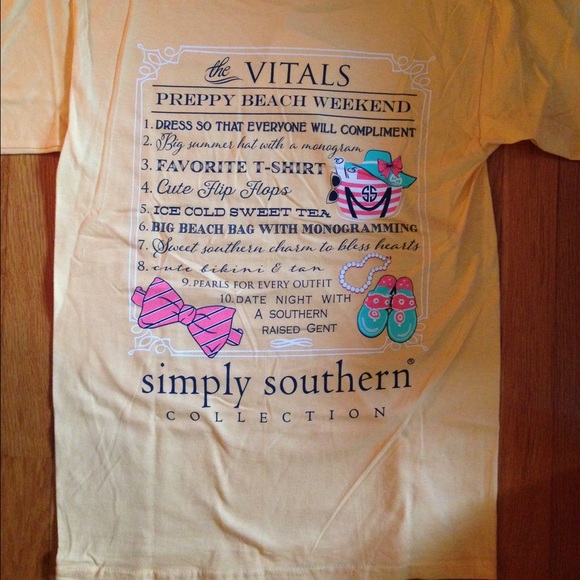 the VITALS
PREPPY BEACH WEEKEND
1. DRESS SO THAT EVERYONE WILL COMPLIMENT
2. Big summer hat with a monogram
3. FAVORITE T-SHIRT
4. Cute Flip Flops
5. ICE COLD SWEET TEA
6. BIG BEACH BAG WITH MONOGRAMMING
7. Sweet southern charm to bless hearts
8. cute bikini & tan
9. PEARLS FOR EVERY OUTFIT
10. DATE NIGHT WITH
A SOUTHERN
RAISED GENT
simply southern®
COLLECTION